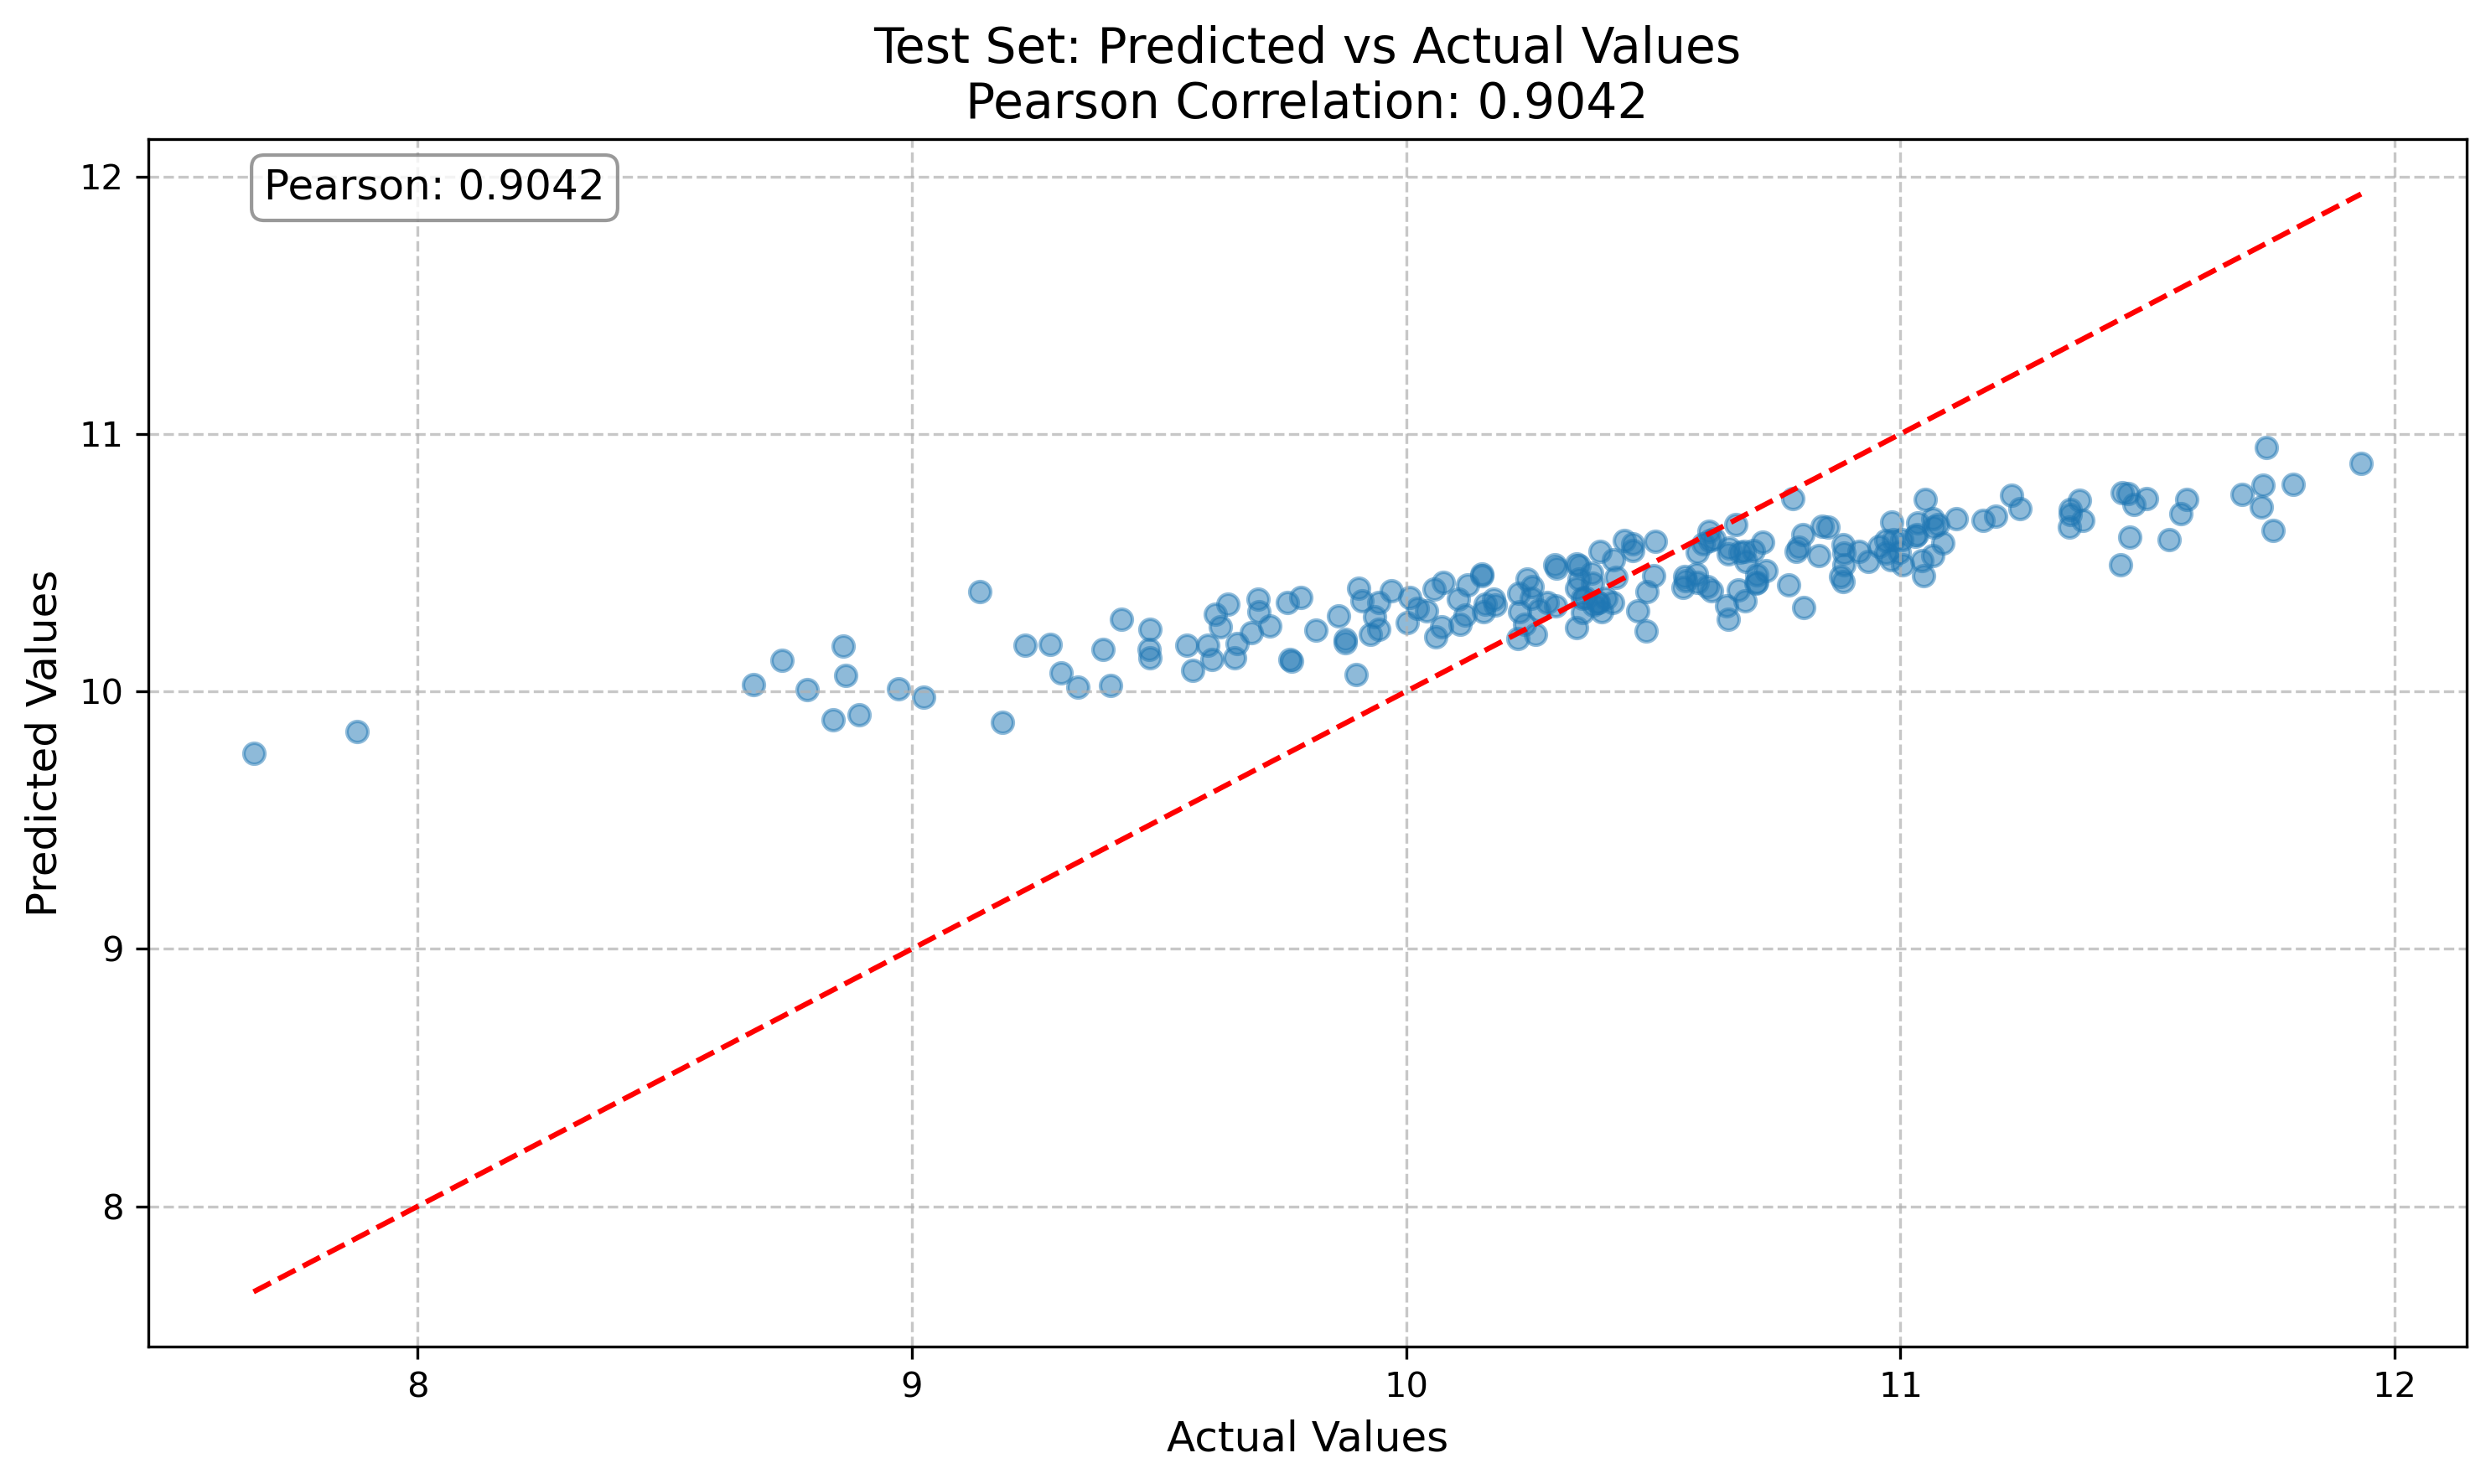 Test Set: Predicted vs Actual Values
Pearson Correlation: 0.9042
Pearson: 0.9042
12
11
10
9
8
Predicted Values
8
9
10
11
12
Actual Values